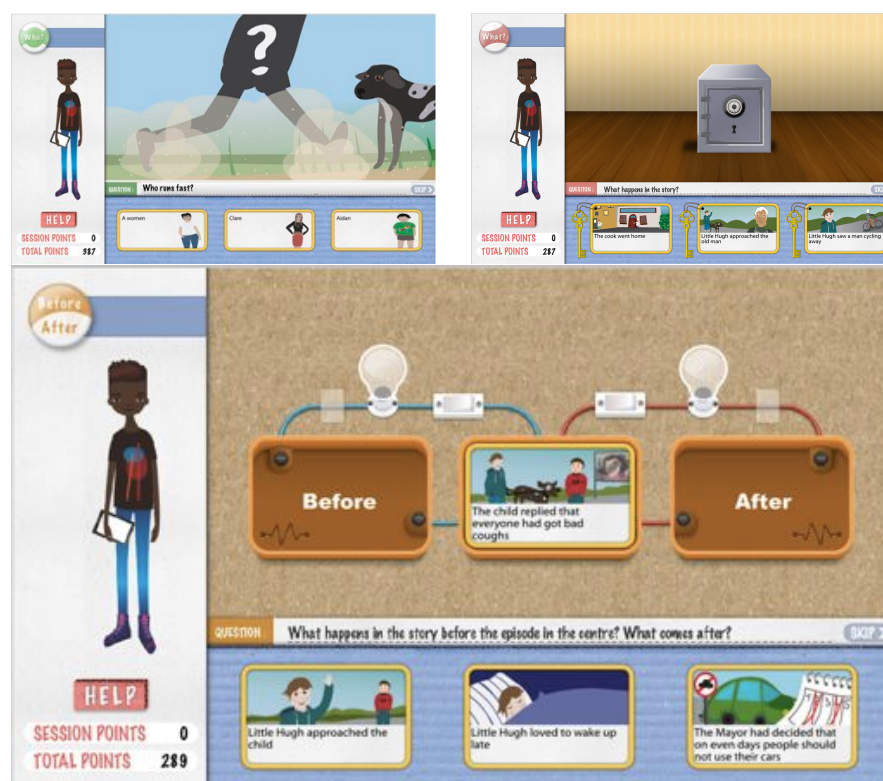 Who?
?
QUESTION : Who runs fast?
SKIP >
A women
Clare
Aidan
HELP
SESSION POINTS 0
TOTAL POINTS 387
What?
QUESTION : What happens in the story?
The cook went home
Little Hugh approached the
old man
Little Hugh saw a man cycling
away
HELP
SESSION POINTS 0
TOTAL POINTS 287
Before
After
Before
The child replied that
everyone had got bad
coughs
After
QUESTION : What happens in the story before the episode in the centre? What comes after?
SKIP >
Little Hugh approached the
child
Little Hugh loved to wake up
late
The Mayor had decided that
on even days people should
not use their cars
HELP
SESSION POINTS 0
TOTAL POINTS 289